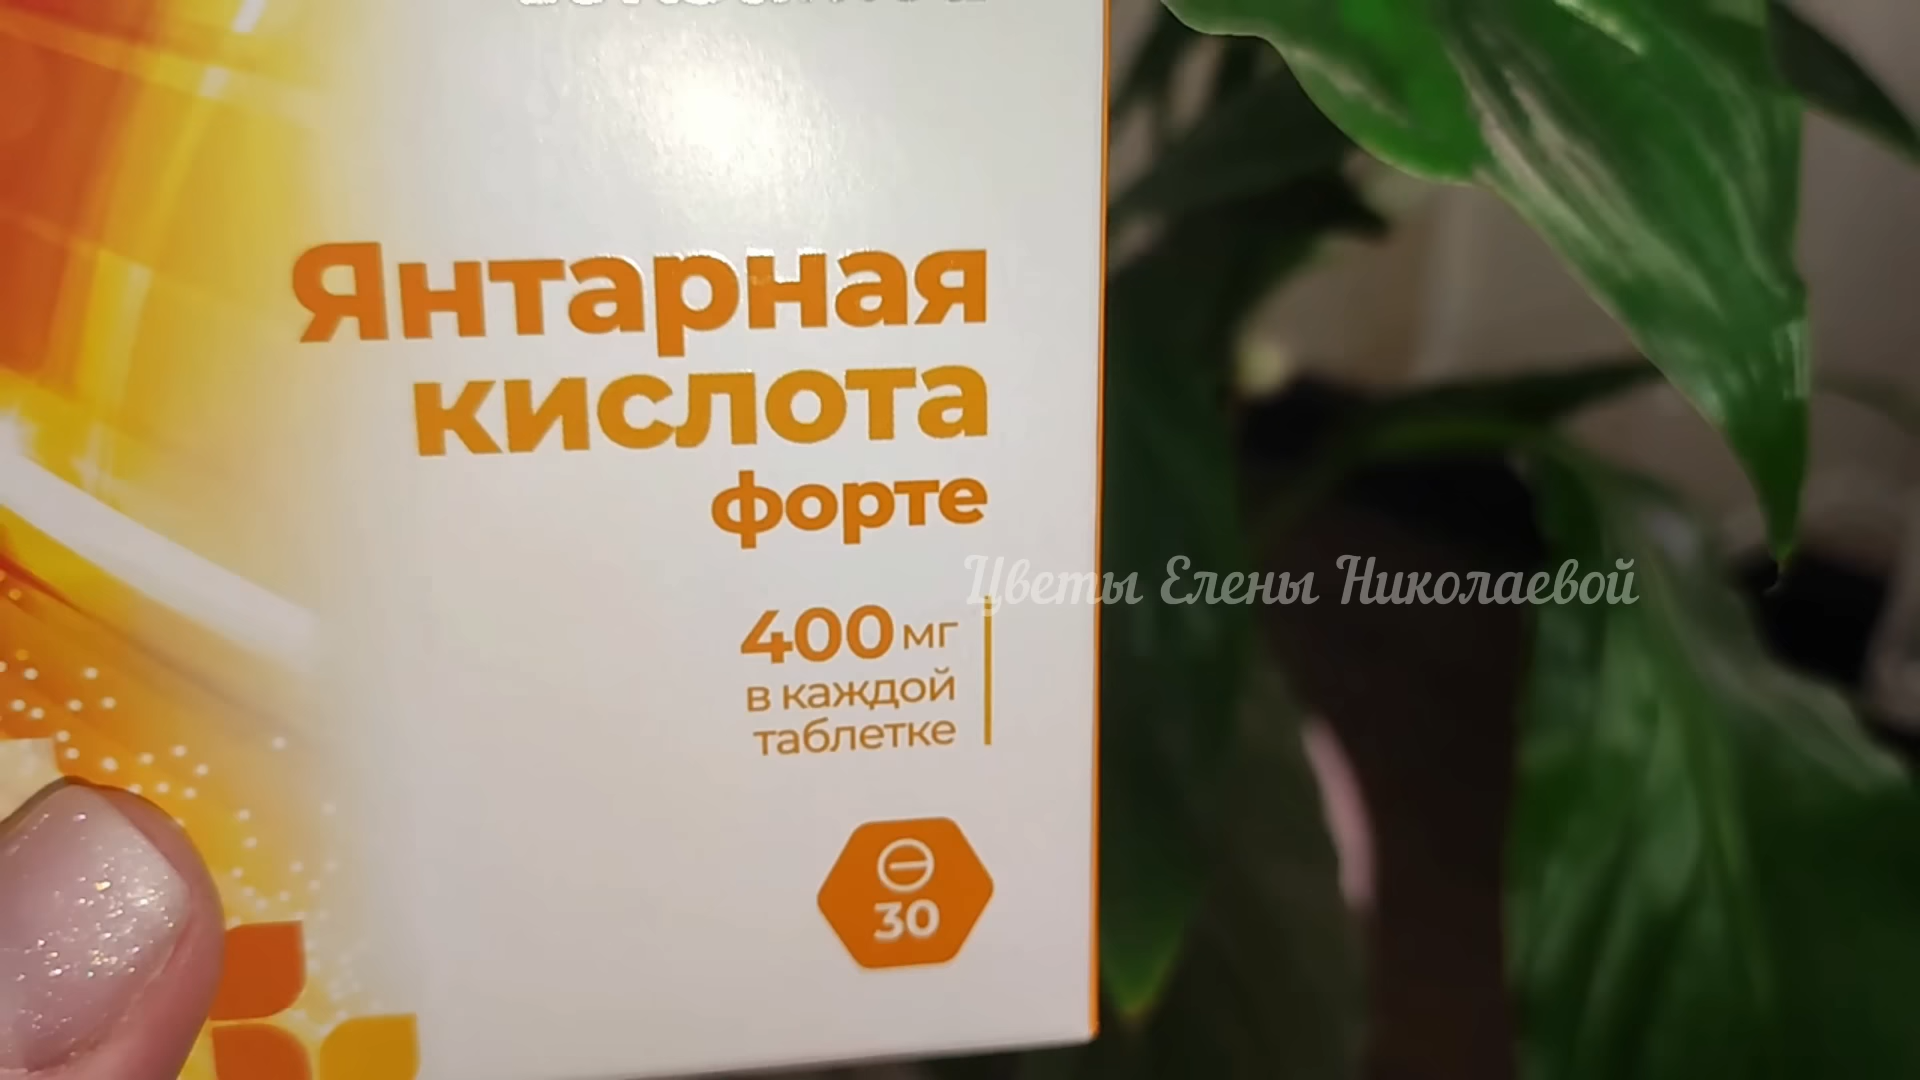 Янтарная
кислота
форте
Цветы Елены Николаевой
400 мг
в каждой
таблетке
30